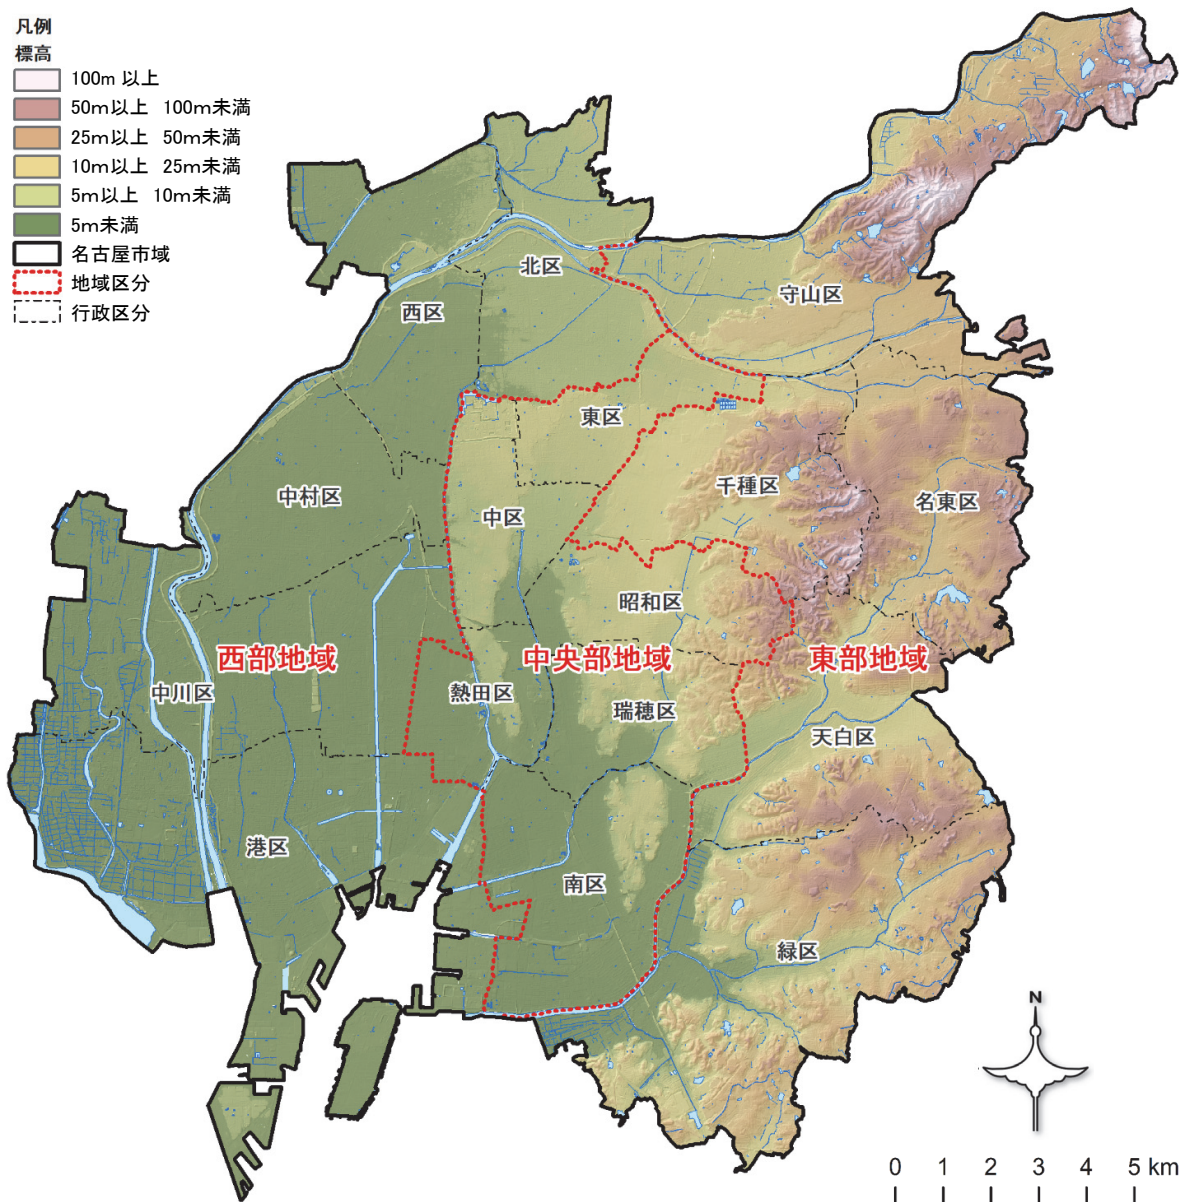 凡例
標高
100m 以上
50m以上 100m未満
25m以上 50m未満
10m以上 25m未満
5m以上 10m未満
5m未満
名古屋市域
地域区分
行政区分
北区
守山区
西区
東区
中村区
中区
千種区
名東区
昭和区
西部地域
中央部地域
東部地域
中川区
熱田区
瑞穂区
天白区
港区
南区
緑区
N
0 1 2 3 4 5 km